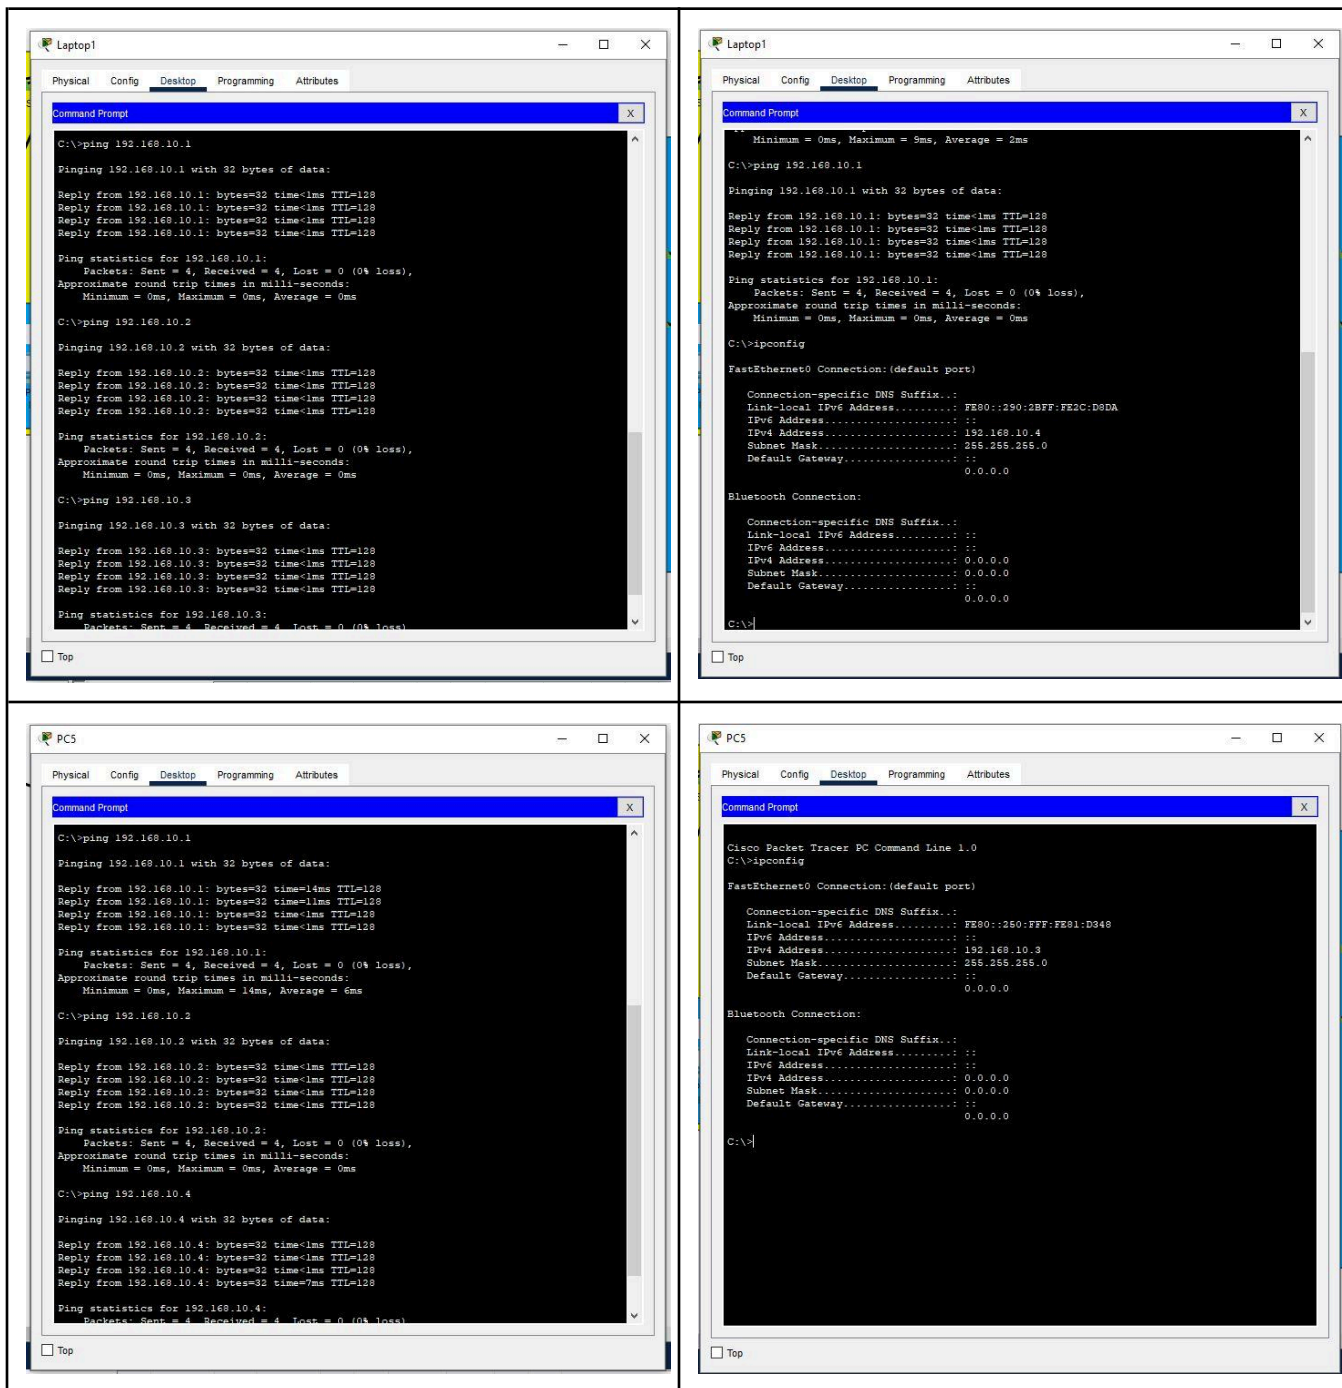 Laptop1
Physical Config Desktop Programming Attributes
Command Prompt X
C:\>ping 192.168.10.1
Pinging 192.168.10.1 with 32 bytes of data:
Reply from 192.168.10.1: bytes=32 time<1ms TTL=128
Reply from 192.168.10.1: bytes=32 time<1ms TTL=128
Reply from 192.168.10.1: bytes=32 time<1ms TTL=128
Reply from 192.168.10.1: bytes=32 time<1ms TTL=128
Ping statistics for 192.168.10.1:
Packets: Sent = 4, Received = 4, Lost = 0 (0% loss),
Approximate round trip times in milli-seconds:
Minimum = 0ms, Maximum = 0ms, Average = 0ms
C:\>ping 192.168.10.2
Pinging 192.168.10.2 with 32 bytes of data:
Reply from 192.168.10.2: bytes=32 time<1ms TTL=128
Reply from 192.168.10.2: bytes=32 time<1ms TTL=128
Reply from 192.168.10.2: bytes=32 time<1ms TTL=128
Reply from 192.168.10.2: bytes=32 time<1ms TTL=128
Ping statistics for 192.168.10.2:
Packets: Sent = 4, Received = 4, Lost = 0 (0% loss),
Approximate round trip times in milli-seconds:
Minimum = 0ms, Maximum = 0ms, Average = 0ms
C:\>ping 192.168.10.3
Pinging 192.168.10.3 with 32 bytes of data:
Reply from 192.168.10.3: bytes=32 time<1ms TTL=128
Reply from 192.168.10.3: bytes=32 time<1ms TTL=128
Reply from 192.168.10.3: bytes=32 time<1ms TTL=128
Reply from 192.168.10.3: bytes=32 time<1ms TTL=128
Ping statistics for 192.168.10.3:
Packets: Sent = 4, Received = 4, Lost = 0 (0% loss)
Top
Laptop1
Physical Config Desktop Programming Attributes
Command Prompt X
Minimum = 0ms, Maximum = 9ms, Average = 2ms
C:\>ping 192.168.10.1
Pinging 192.168.10.1 with 32 bytes of data:
Reply from 192.168.10.1: bytes=32 time<1ms TTL=128
Reply from 192.168.10.1: bytes=32 time<1ms TTL=128
Reply from 192.168.10.1: bytes=32 time<1ms TTL=128
Reply from 192.168.10.1: bytes=32 time<1ms TTL=128
Ping statistics for 192.168.10.1:
Packets: Sent = 4, Received = 4, Lost = 0 (0% loss),
Approximate round trip times in milli-seconds:
Minimum = 0ms, Maximum = 0ms, Average = 0ms
C:\>ipconfig
FastEthernet0 Connection:(default port)
Connection-specific DNS Suffix..:
Link-local IPv6 Address.........: FE80::290:2BFF:FE2C:D8DA
IPv6 Address....................: ::
IPv4 Address....................: 192.168.10.4
Subnet Mask.....................: 255.255.255.0
Default Gateway.................: ::
0.0.0.0
Bluetooth Connection:
Connection-specific DNS Suffix..:
Link-local IPv6 Address.........: ::
IPv6 Address....................: ::
IPv4 Address....................: 0.0.0.0
Subnet Mask.....................: 0.0.0.0
Default Gateway.................: ::
0.0.0.0
C:\>
Top
PC5
Physical Config Desktop Programming Attributes
Command Prompt X
C:\>ping 192.168.10.1
Pinging 192.168.10.1 with 32 bytes of data:
Reply from 192.168.10.1: bytes=32 time=14ms TTL=128
Reply from 192.168.10.1: bytes=32 time=11ms TTL=128
Reply from 192.168.10.1: bytes=32 time<1ms TTL=128
Reply from 192.168.10.1: bytes=32 time<1ms TTL=128
Ping statistics for 192.168.10.1:
Packets: Sent = 4, Received = 4, Lost = 0 (0% loss),
Approximate round trip times in milli-seconds:
Minimum = 0ms, Maximum = 14ms, Average = 6ms
C:\>ping 192.168.10.2
Pinging 192.168.10.2 with 32 bytes of data:
Reply from 192.168.10.2: bytes=32 time<1ms TTL=128
Reply from 192.168.10.2: bytes=32 time<1ms TTL=128
Reply from 192.168.10.2: bytes=32 time<1ms TTL=128
Reply from 192.168.10.2: bytes=32 time<1ms TTL=128
Ping statistics for 192.168.10.2:
Packets: Sent = 4, Received = 4, Lost = 0 (0% loss),
Approximate round trip times in milli-seconds:
Minimum = 0ms, Maximum = 0ms, Average = 0ms
C:\>ping 192.168.10.4
Pinging 192.168.10.4 with 32 bytes of data:
Reply from 192.168.10.4: bytes=32 time<1ms TTL=128
Reply from 192.168.10.4: bytes=32 time<1ms TTL=128
Reply from 192.168.10.4: bytes=32 time<1ms TTL=128
Reply from 192.168.10.4: bytes=32 time=7ms TTL=128
Ping statistics for 192.168.10.4:
Packets: Sent = 4, Received = 4, Lost = 0 (0% loss)
Top
PC5
Physical Config Desktop Programming Attributes
Command Prompt X
Cisco Packet Tracer PC Command Line 1.0
C:\>ipconfig
FastEthernet0 Connection:(default port)
Connection-specific DNS Suffix..:
Link-local IPv6 Address.........: FE80::250:FFF:FE81:D348
IPv6 Address....................: ::
IPv4 Address....................: 192.168.10.3
Subnet Mask.....................: 255.255.255.0
Default Gateway.................: ::
0.0.0.0
Bluetooth Connection:
Connection-specific DNS Suffix..:
Link-local IPv6 Address.........: ::
IPv6 Address....................: ::
IPv4 Address....................: 0.0.0.0
Subnet Mask.....................: 0.0.0.0
Default Gateway.................: ::
0.0.0.0
C:\>
Top